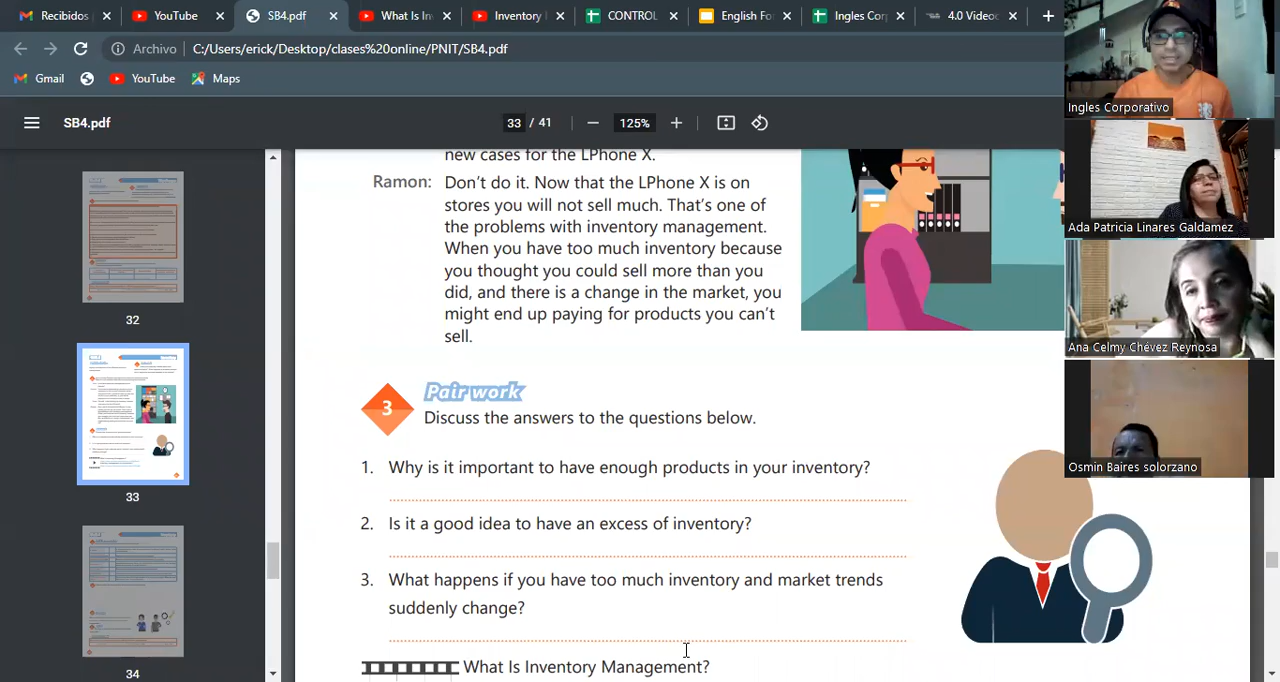 Recibidos
YouTube
SB4.pdf
What Is In
Inventory
CONTROL
English Fo
Ingles Cor
4.0 Video
Archivo
C:/Users/erick/Desktop/clases%20online/PNIT/SB4.pdf
Gmail
YouTube
Maps
SB4.pdf
33 / 41
125%
32
33
34
new cases for the LPhone X.
Ramon: Don't do it. Now that the LPhone X is on
stores you will not sell much. That's one of
the problems with inventory management.
When you have too much inventory because
you thought you could sell more than you
did, and there is a change in the market, you
might end up paying for products you can't
sell.
3
Pair work
Discuss the answers to the questions below.
1. Why is it important to have enough products in your inventory?
2. Is it a good idea to have an excess of inventory?
3. What happens if you have too much inventory and market trends
suddenly change?
What Is Inventory Management?
Ingles Corporativo
Ada Patricia Linares Galdamez
Ana Celmy Chévez Reynosa
Osmin Baires solorzano